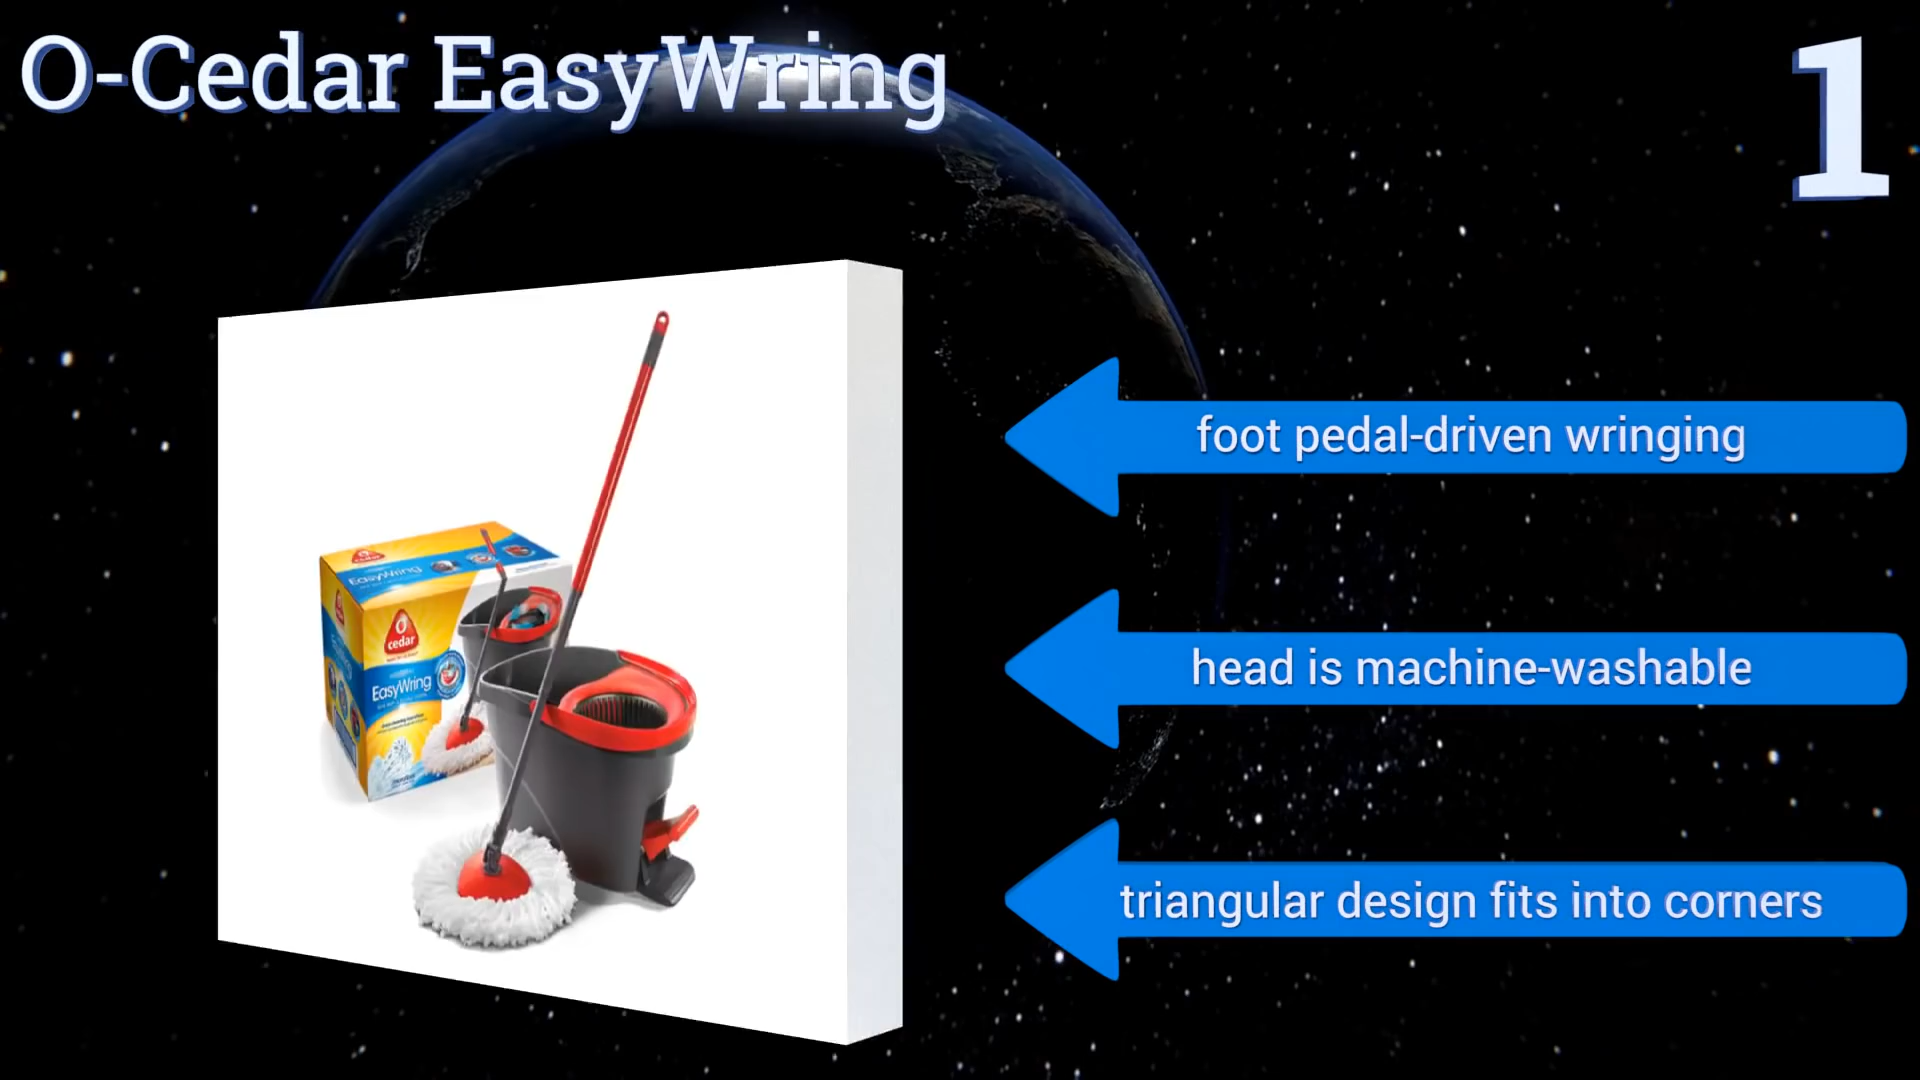 O-Cedar EasyWring
1
foot pedal-driven wringing
head is machine-washable
triangular design fits into corners
EasyWring
O
cedar
EasyWring